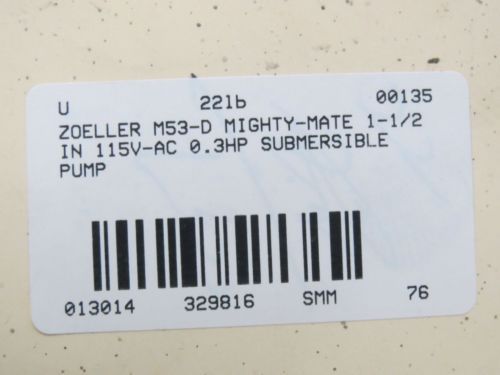 U 22lb 00135
ZOELLER M53-D MIGHTY-MATE 1-1/2
IN 115V-AC 0.3HP SUBMERSIBLE
PUMP
013014 329816 SMM 76